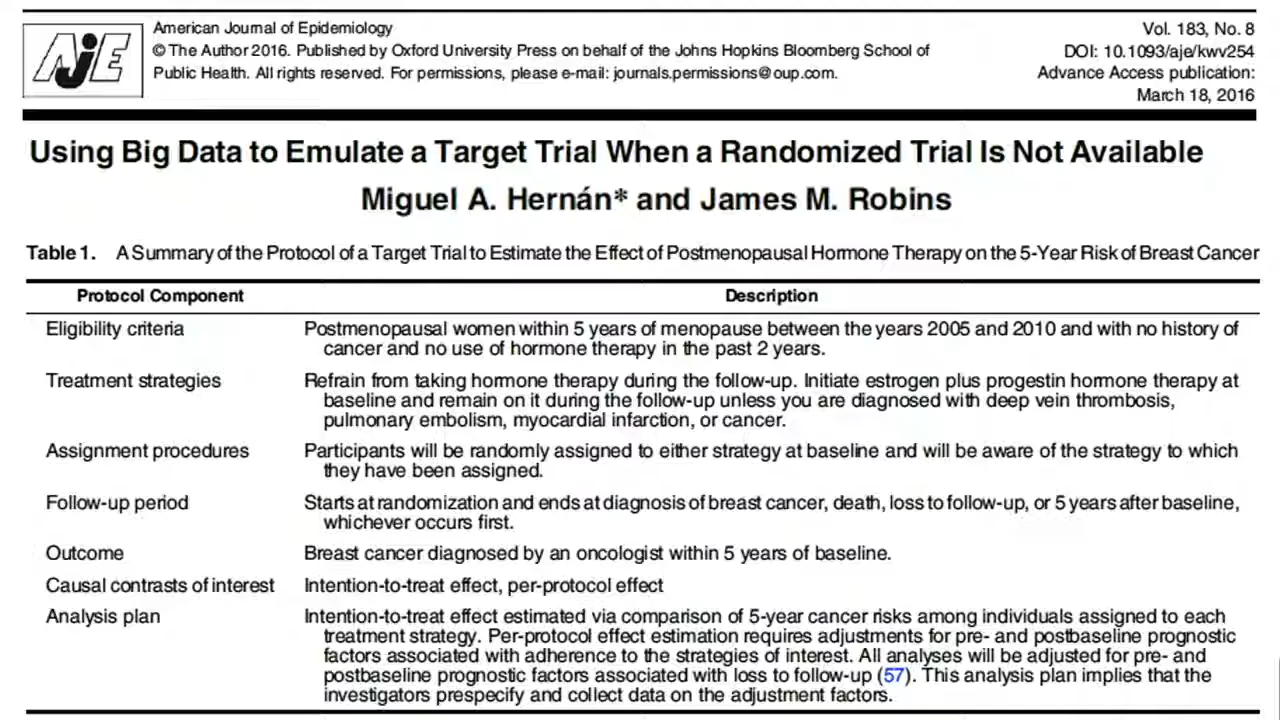 AJE
American Journal of Epidemiology
© The Author 2016. Published by Oxford University Press on behalf of the Johns Hopkins Bloomberg School of
Public Health. All rights reserved. For permissions, please e-mail: journals.permissions@oup.com.
Vol. 183, No. 8
DOI: 10.1093/aje/kwv254
Advance Access publication:
March 18, 2016
Using Big Data to Emulate a Target Trial When a Randomized Trial Is Not Available
Miguel A. Hernán* and James M. Robins
Table 1. A Summary of the Protocol of a Target Trial to Estimate the Effect of Postmenopausal Hormone Therapy on the 5-Year Risk of Breast Cancer
Protocol Component Description
Eligibility criteria Postmenopausal women within 5 years of menopause between the years 2005 and 2010 and with no history of
cancer and no use of hormone therapy in the past 2 years.
Treatment strategies Refrain from taking hormone therapy during the follow-up. Initiate estrogen plus progestin hormone therapy at
baseline and remain on it during the follow-up unless you are diagnosed with deep vein thrombosis,
pulmonary embolism, myocardial infarction, or cancer.
Assignment procedures Participants will be randomly assigned to either strategy at baseline and will be aware of the strategy to which
they have been assigned.
Follow-up period Starts at randomization and ends at diagnosis of breast cancer, death, loss to follow-up, or 5 years after baseline,
whichever occurs first.
Outcome Breast cancer diagnosed by an oncologist within 5 years of baseline.
Causal contrasts of interest Intention-to-treat effect, per-protocol effect
Analysis plan Intention-to-treat effect estimated via comparison of 5-year cancer risks among individuals assigned to each
treatment strategy. Per-protocol effect estimation requires adjustments for pre- and postbaseline prognostic
factors associated with adherence to the strategies of interest. All analyses will be adjusted for pre- and
postbaseline prognostic factors associated with loss to follow-up (57). This analysis plan implies that the
investigators prespecify and collect data on the adjustment factors.